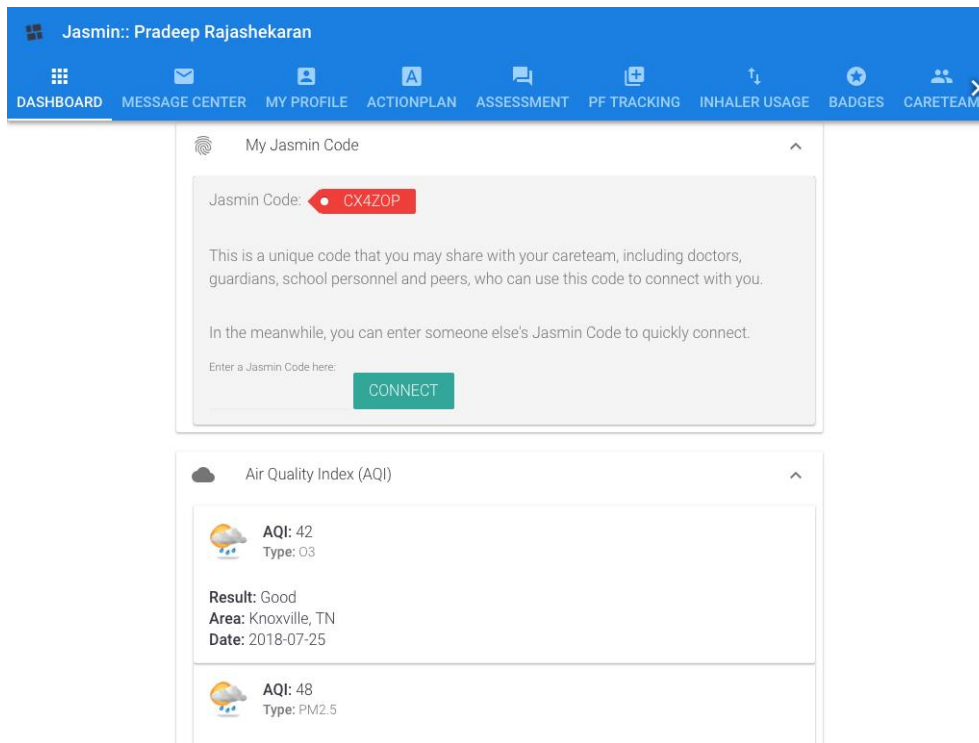 Jasmin:: Pradeep Rajashekaran
DASHBOARD MESSAGE CENTER MY PROFILE ACTIONPLAN ASSESSMENT PF TRACKING INHALER USAGE BADGES CARETEAM
My Jasmin Code
Jasmin Code: CX4ZOP
This is a unique code that you may share with your careteam, including doctors,
guardians, school personnel and peers, who can use this code to connect with you.
In the meanwhile, you can enter someone else's Jasmin Code to quickly connect.
Enter a Jasmin Code here:
CONNECT
Air Quality Index (AQI)
AQI: 42
Type: O3
Result: Good
Area: Knoxville, TN
Date: 2018-07-25
AQI: 48
Type: PM2.5